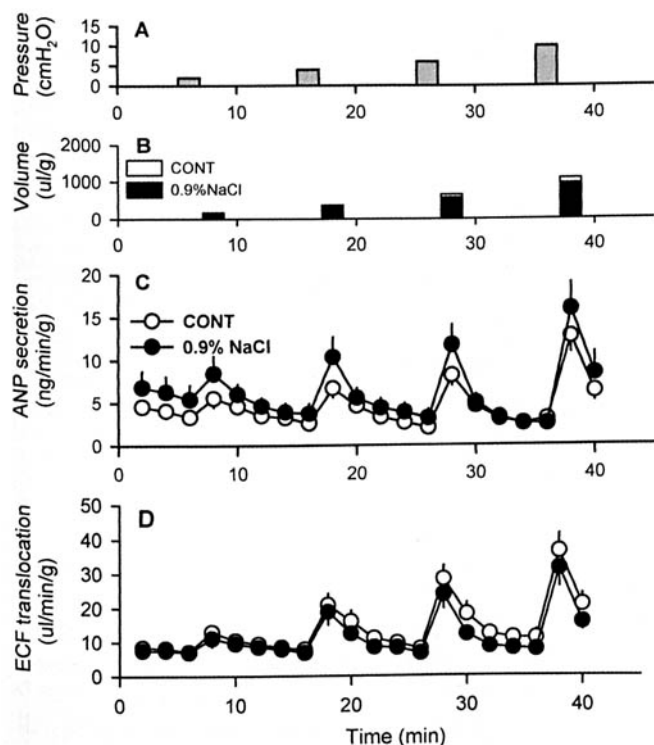 A
Pressure
(cmH2O)
15
10
5
0
0 10 20 30 40
B
Volume
(ul/g)
2000
1000
0
CONT
0.9%NaCl
0 10 20 30 40
C
ANP secretion
(ng/min/g)
20
15
10
5
0
CONT
0.9% NaCl
0 10 20 30 40
D
ECF translocation
(ul/min/g)
50
40
30
20
10
0
0 10 20 30 40
Time (min)